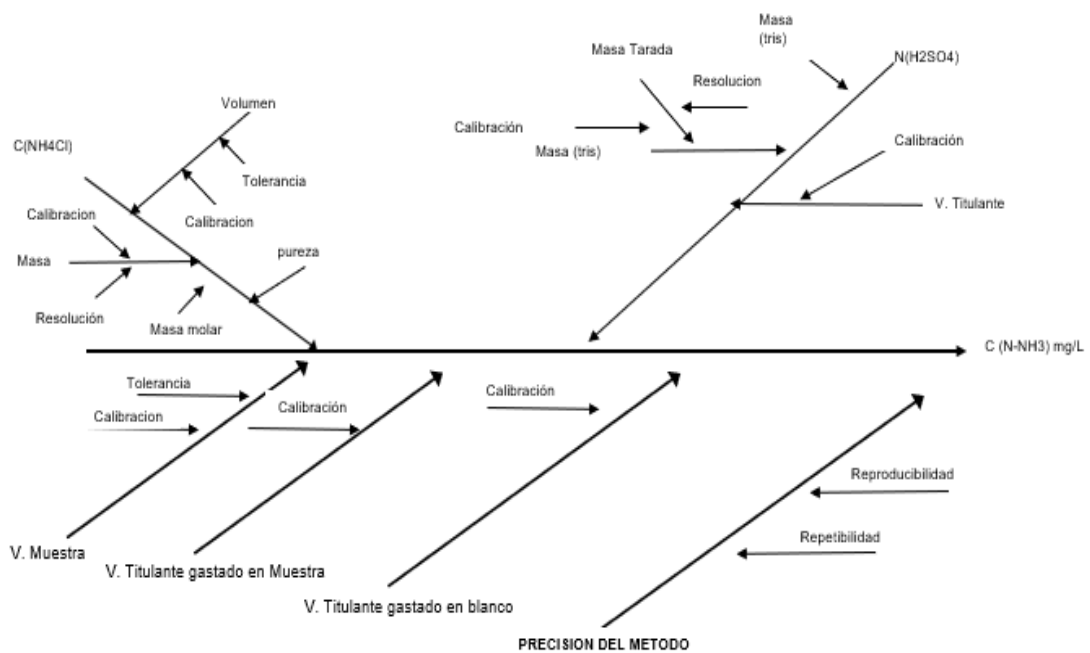 Masa
(tris)
Masa Tarada
N(H2SO4)
Resolucion
Volumen
Calibración
C(NH4Cl)
Masa (tris)
Calibración
Tolerancia
Calibracion
V. Titulante
Calibracion
pureza
Masa
Resolución
Masa molar
C (N-NH3) mg/L
Tolerancia
Calibración
Calibración
Calibracion
Reproducibilidad
Repetibilidad
V. Muestra
V. Titulante gastado en Muestra
V. Titulante gastado en blanco
PRECISION DEL METODO